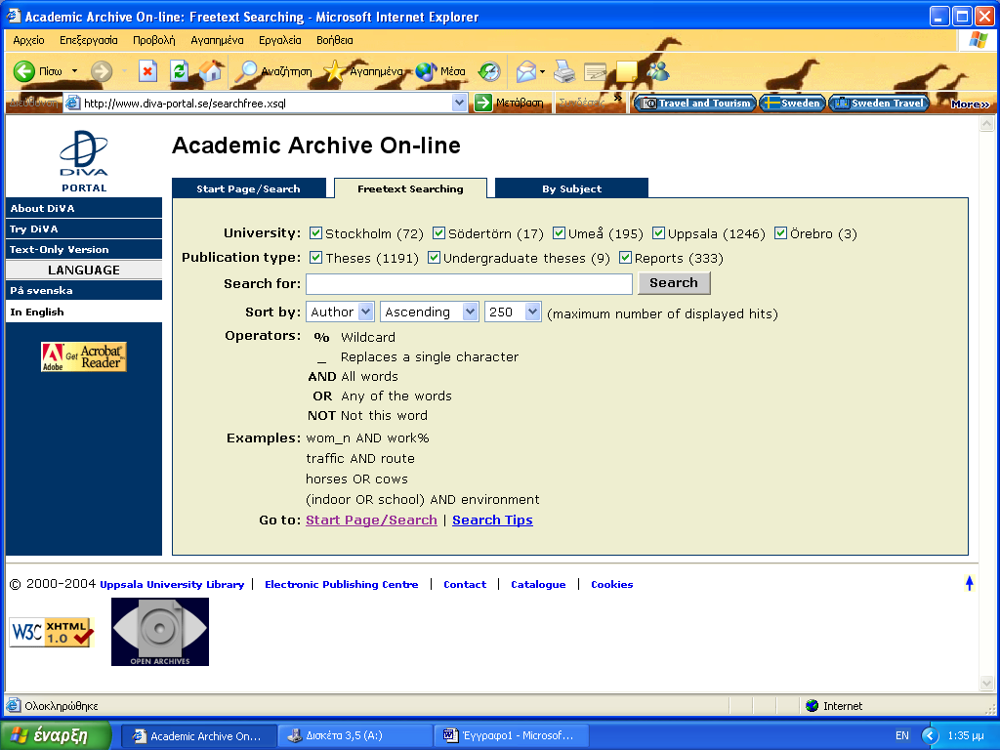 Academic Archive On-line: Freetext Searching - Microsoft Internet Explorer
Αρχείο Επεξεργασία Προβολή Αγαπημένα Εργαλεία Βοήθεια
Πίσω Αναζήτηση Αγαπημένα Μέσα
Διεύθυνση http://www.diva-portal.se/searchfree.xsql Μετάβαση Συνδέσεις » Travel and Tourism Sweden Sweden Travel More»
DiVA
PORTAL
Academic Archive On-line
Start Page/Search Freetext Searching By Subject
About DiVA
Try DiVA
Text-Only Version
LANGUAGE
På svenska
In English
Adobe Get Acrobat Reader
University: Stockholm (72) Södertörn (17) Umeå (195) Uppsala (1246) Örebro (3)
Publication type: Theses (1191) Undergraduate theses (9) Reports (333)
Search for: Search
Sort by: Author Ascending 250 (maximum number of displayed hits)
Operators: % Wildcard
_ Replaces a single character
AND All words
OR Any of the words
NOT Not this word
Examples: wom_n AND work%
traffic AND route
horses OR cows
(indoor OR school) AND environment
Go to: Start Page/Search | Search Tips
© 2000-2004 Uppsala University Library | Electronic Publishing Centre | Contact | Catalogue | Cookies
W3C XHTML 1.0
OPEN ARCHIVES
Ολοκληρώθηκε Internet
έναρξη Academic Archive On... Δισκέτα 3,5 (A:) Έγγραφο1 - Microsof... EN 1:35 μμ